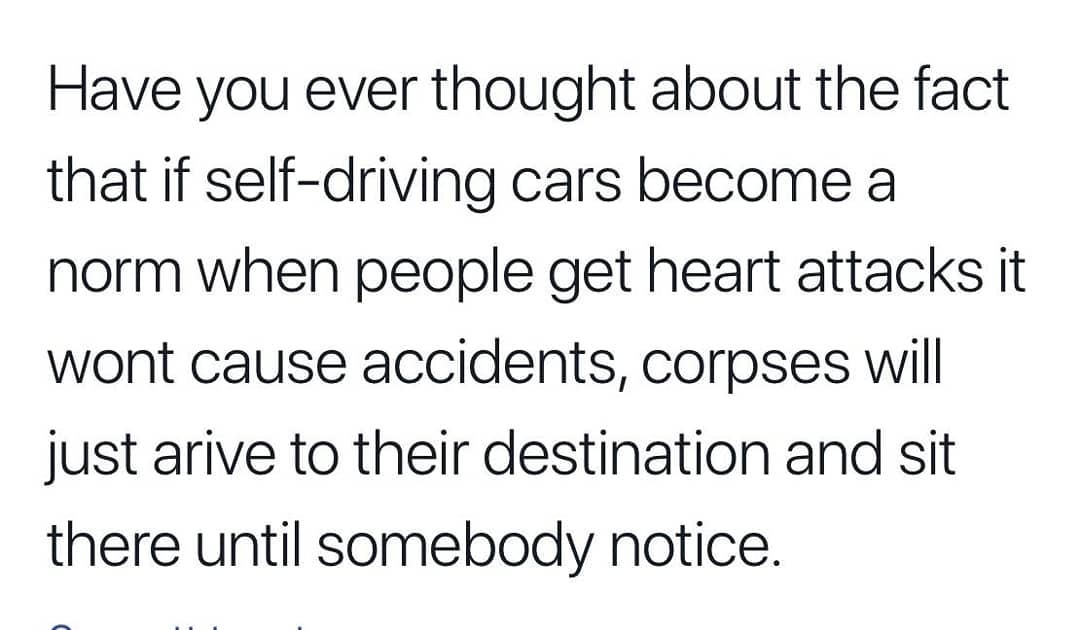 Have you ever thought about the fact
that if self-driving cars become a
norm when people get heart attacks it
wont cause accidents, corpses will
just arive to their destination and sit
there until somebody notice.